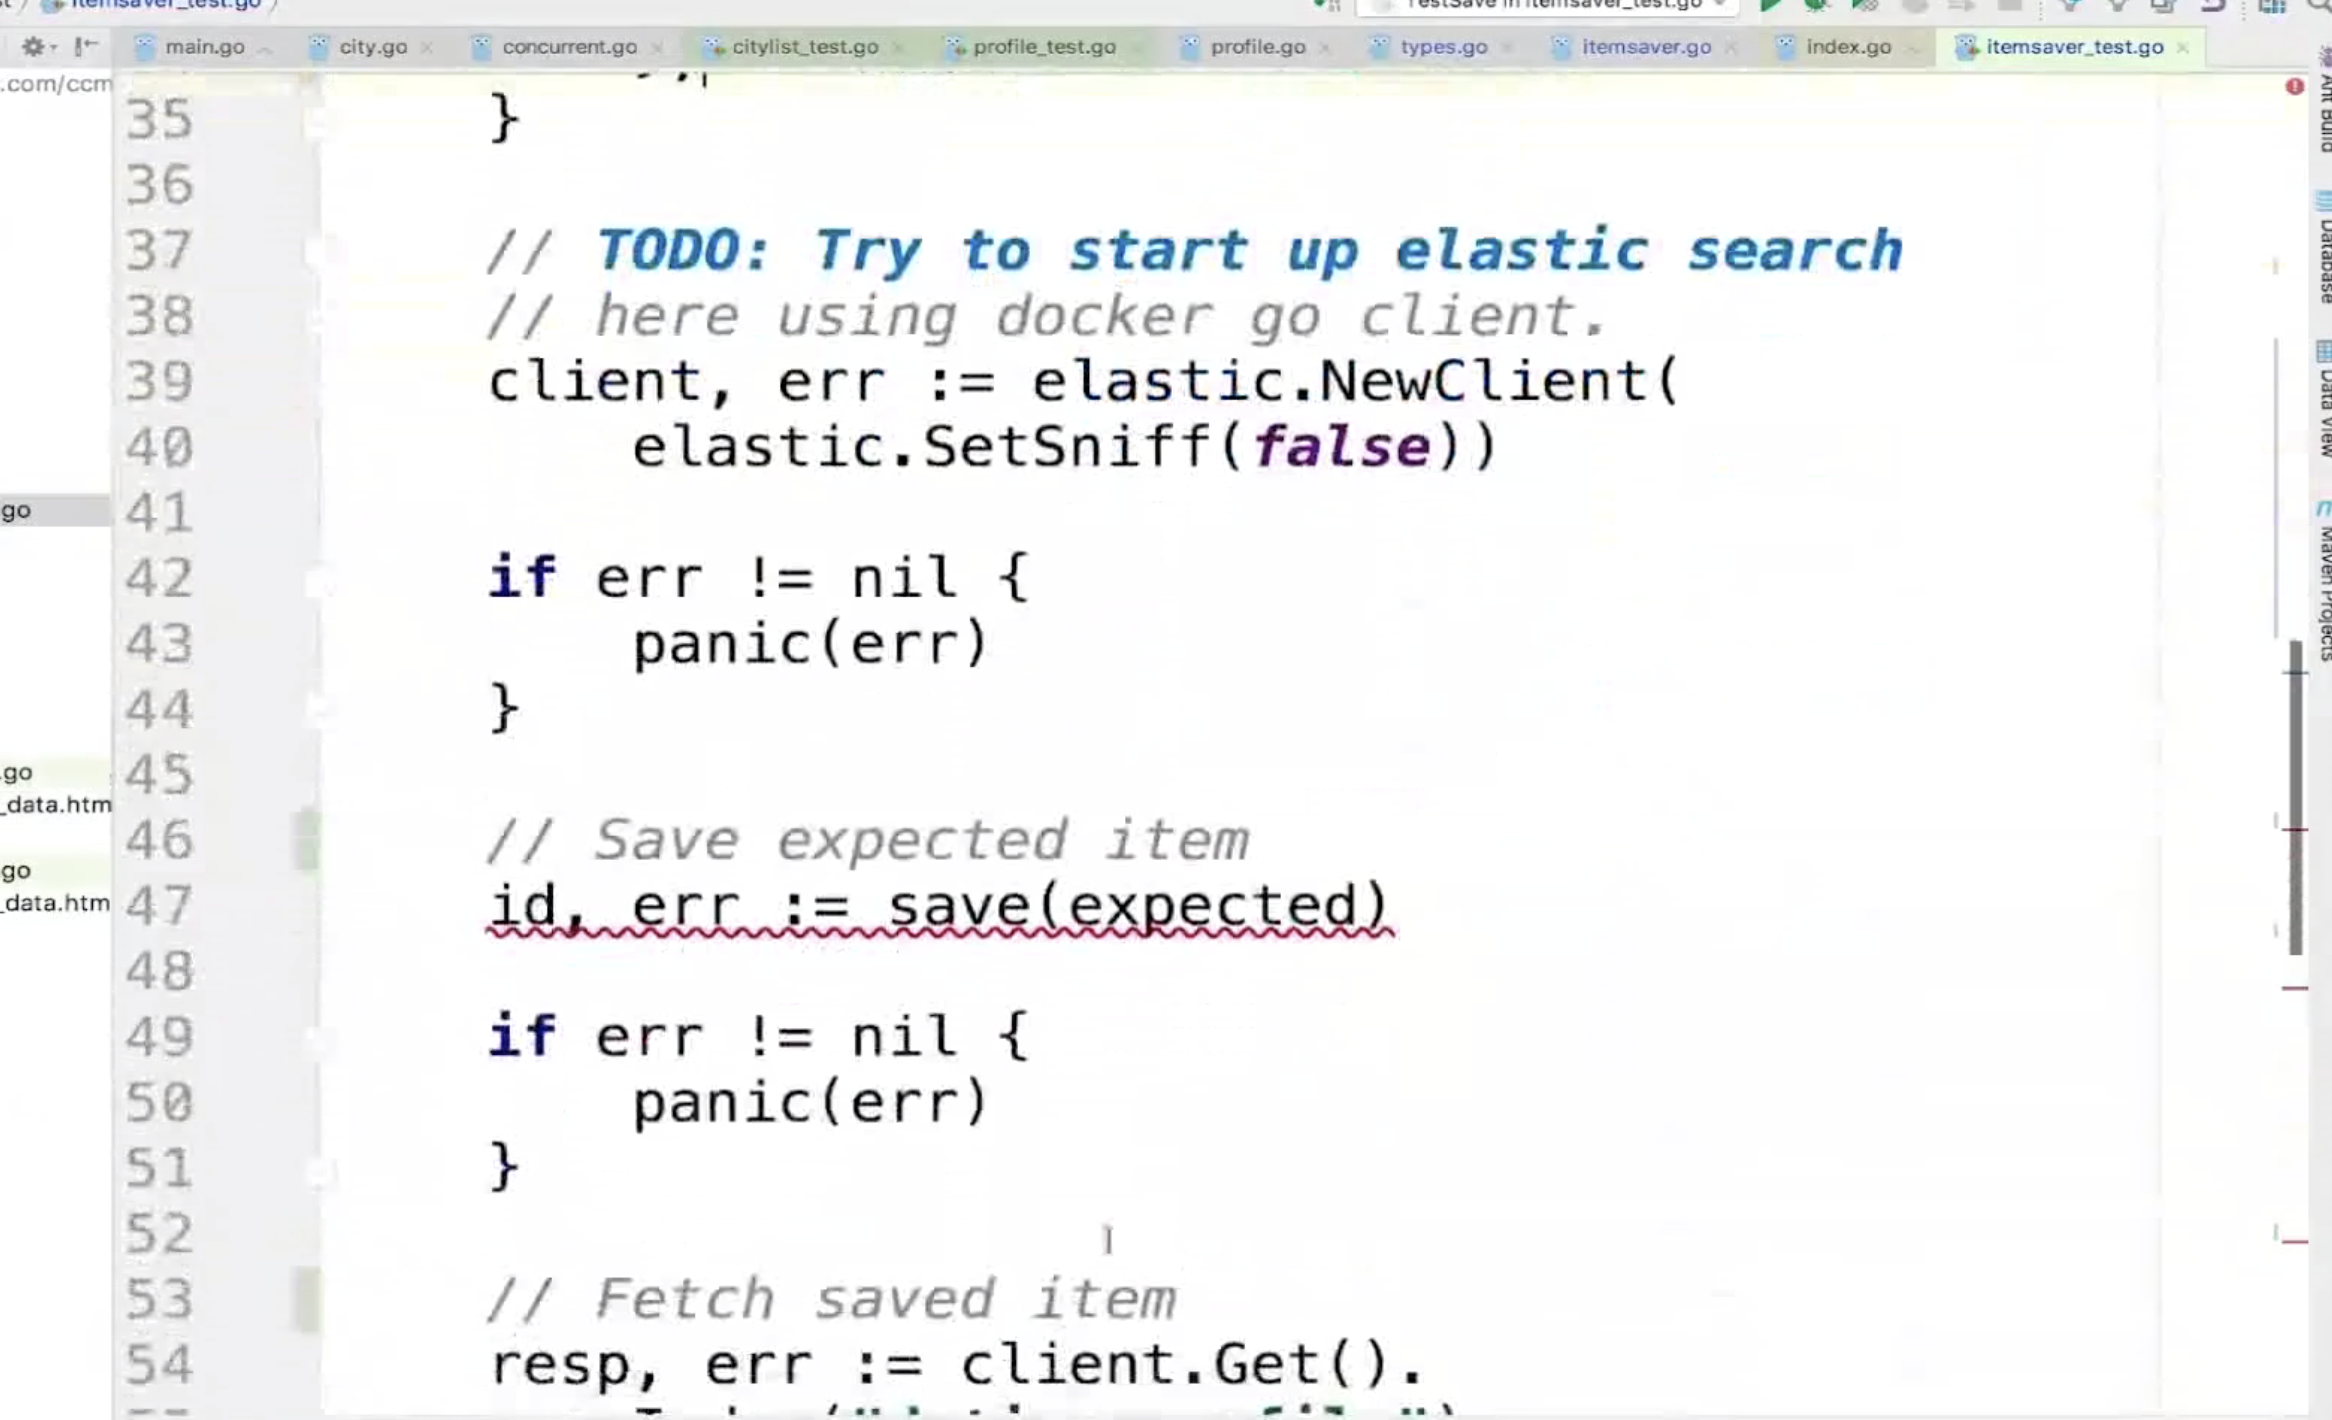 itemsaver_test.go
TestSave in itemsaver_test.go
main.go
city.go
concurrent.go
citylist_test.go
profile_test.go
profile.go
types.go
itemsaver.go
index.go
itemsaver_test.go
.com/ccm
go
.go
_data.htm
go
_data.htm
35 }
36
37 // TODO: Try to start up elastic search
38 // here using docker go client.
39 client, err := elastic.NewClient(
40 elastic.SetSniff(false))
41
42 if err != nil {
43 panic(err)
44 }
45
46 // Save expected item
47 id, err := save(expected)
48
49 if err != nil {
50 panic(err)
51 }
52
53 // Fetch saved item
54 resp, err := client.Get().
Ant Build
Database
Data View
Maven Projects